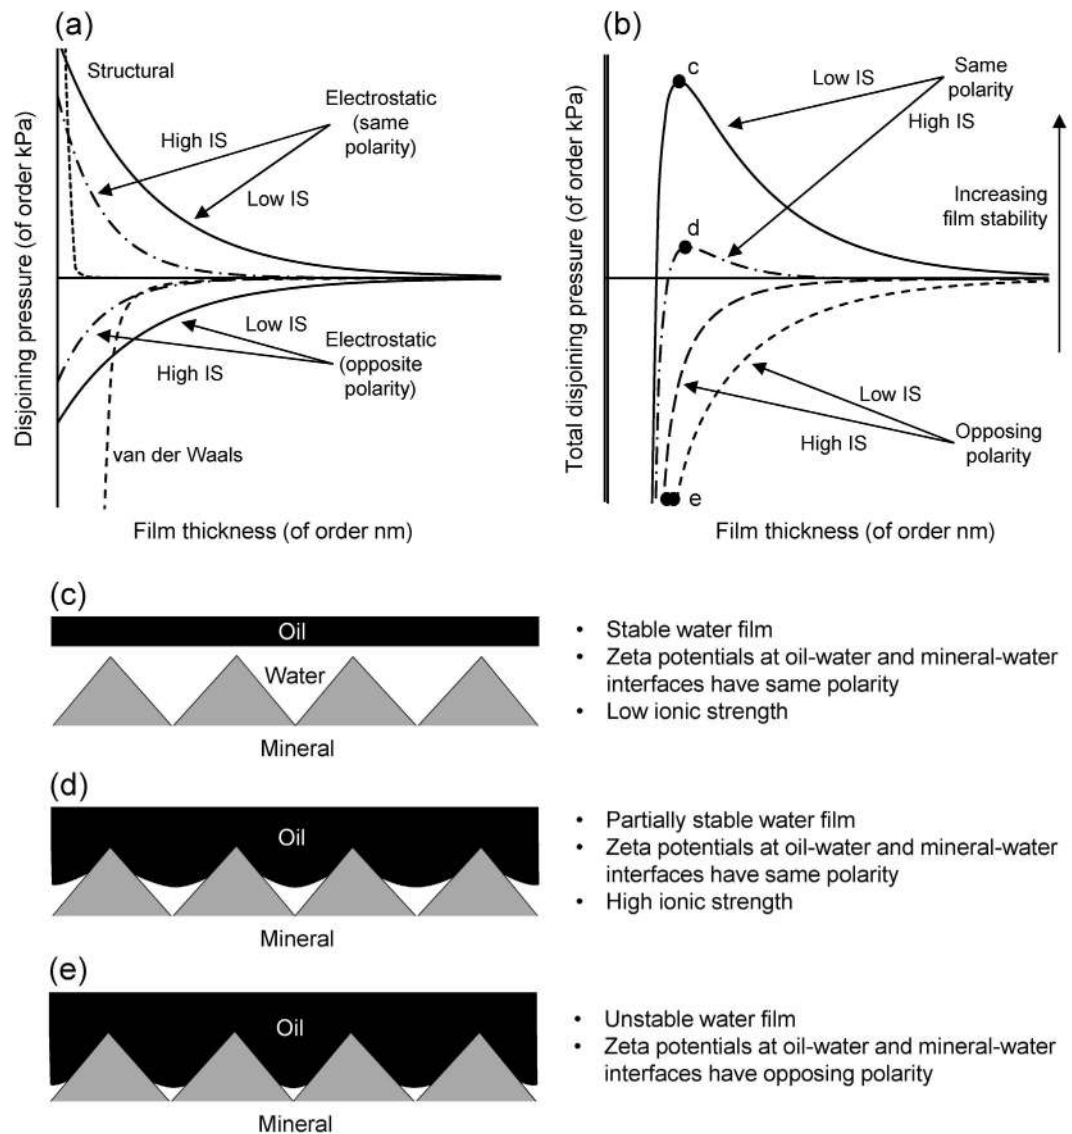 (a)
Disjoining pressure (of order kPa)
Structural
Electrostatic
(same
polarity)
High IS
Low IS
Low IS
High IS
Electrostatic
(opposite
polarity)
van der Waals
Film thickness (of order nm)
(b)
Total disjoining pressure (of order kPa)
c
Low IS
Same
polarity
High IS
d
Increasing
film stability
Low IS
High IS
Opposing
polarity
e
Film thickness (of order nm)
(c)
Oil
Water
Mineral
• Stable water film
• Zeta potentials at oil-water and mineral-water
interfaces have same polarity
• Low ionic strength
(d)
Oil
Mineral
• Partially stable water film
• Zeta potentials at oil-water and mineral-water
interfaces have same polarity
• High ionic strength
(e)
Oil
Mineral
• Unstable water film
• Zeta potentials at oil-water and mineral-water
interfaces have opposing polarity